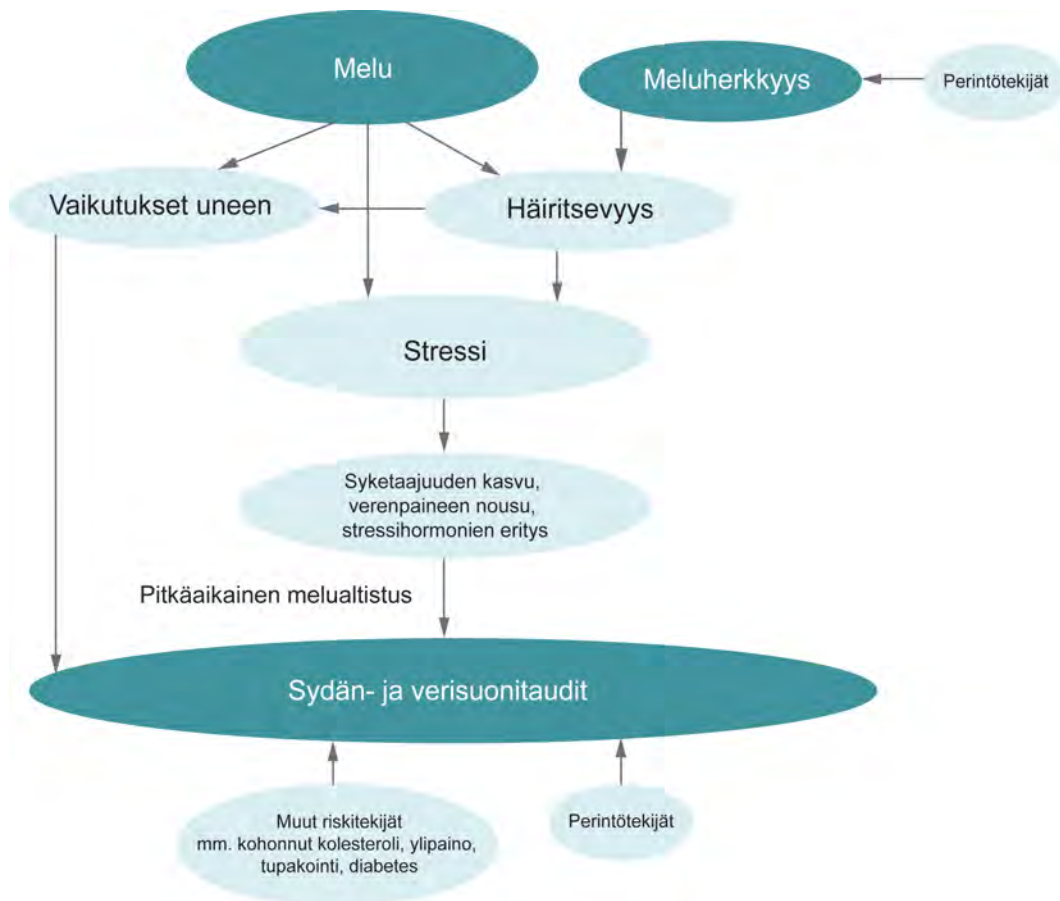 Melu
Meluherkkyys
Perintötekijät
Vaikutukset uneen
Häiritsevyys
Stressi
Syketaajuuden kasvu,
verenpaineen nousu,
stressihormonien eritys
Pitkäaikainen melualtistus
Sydän- ja verisuonitaudit
Muut riskitekijät
mm. kohonnut kolesteroli, ylipaino,
tupakointi, diabetes
Perintötekijät